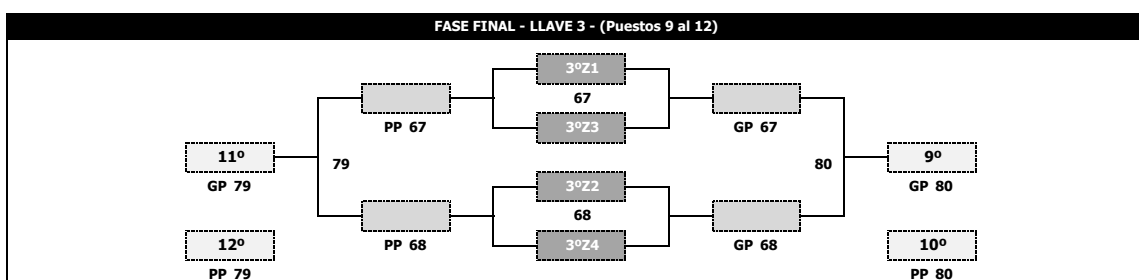 FASE FINAL - LLAVE 3 - (Puestos 9 al 12)
3ºZ1
67
PP 67
3ºZ3
GP 67
11º
79
80
9º
GP 79
3ºZ2
GP 80
68
12º
PP 68
3ºZ4
GP 68
10º
PP 79
PP 80